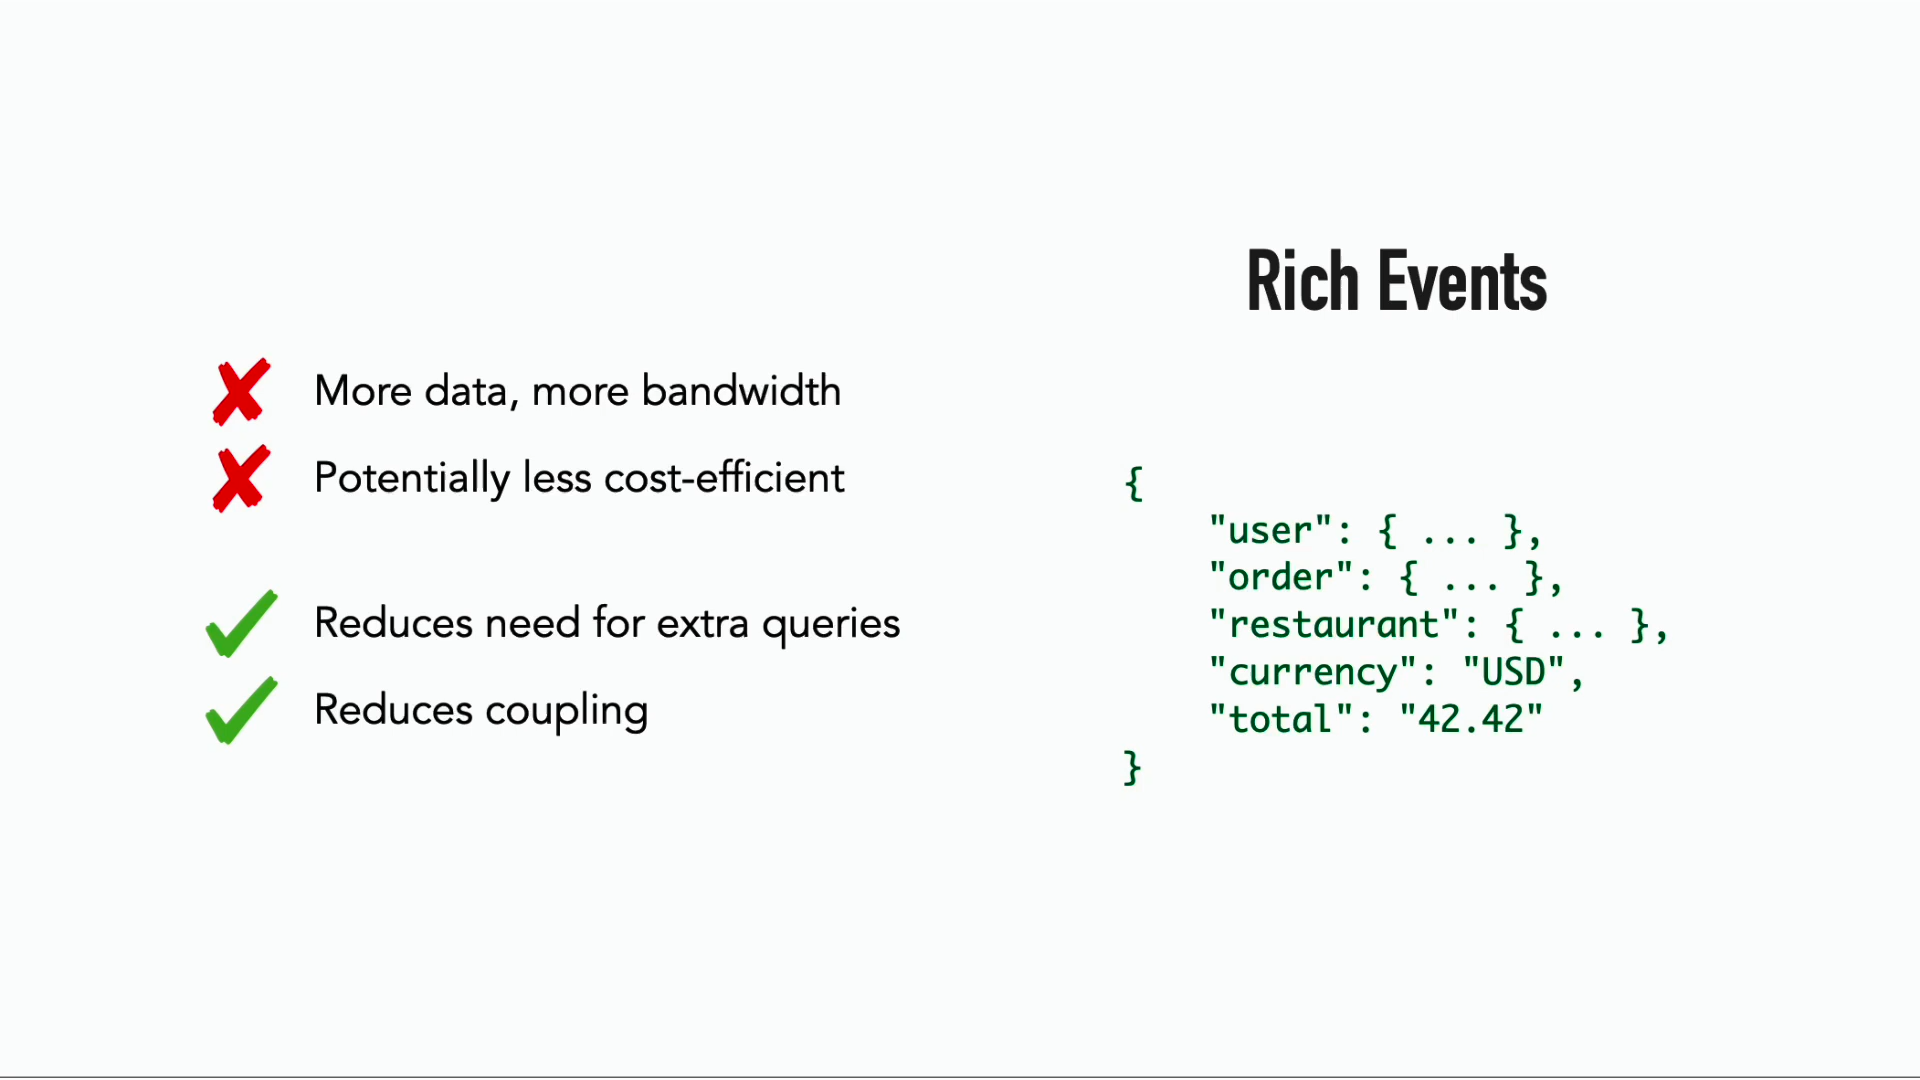 Rich Events
More data, more bandwidth
Potentially less cost-efficient
Reduces need for extra queries
Reduces coupling
{
"user": { ... },
"order": { ... },
"restaurant": { ... },
"currency": "USD",
"total": "42.42"
}